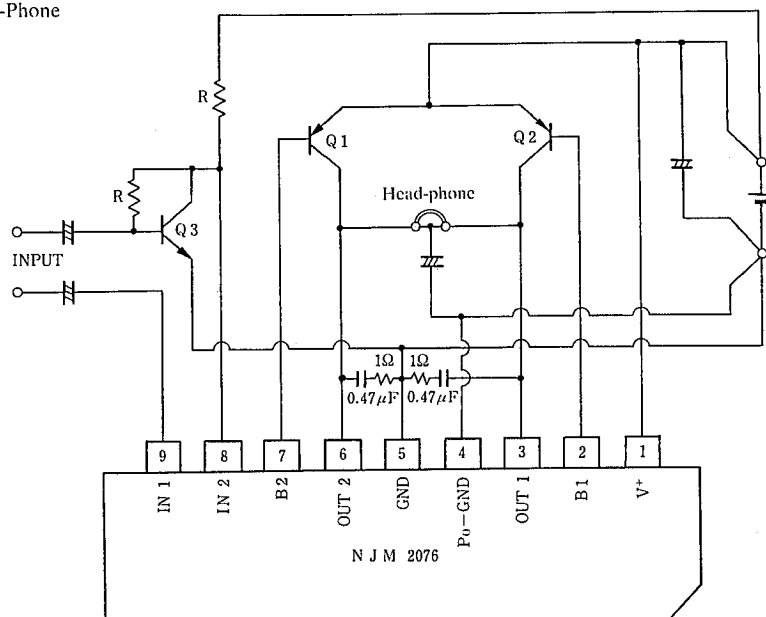 -Phone
R
Q1
Q2
R
Head-phone
Q3
INPUT
1Ω 1Ω
0.47μF 0.47μF
9 8 7 6 5 4 3 2 1
IN 1
IN 2
B2
OUT 2
GND
Po-GND
OUT 1
B1
V+
NJM 2076